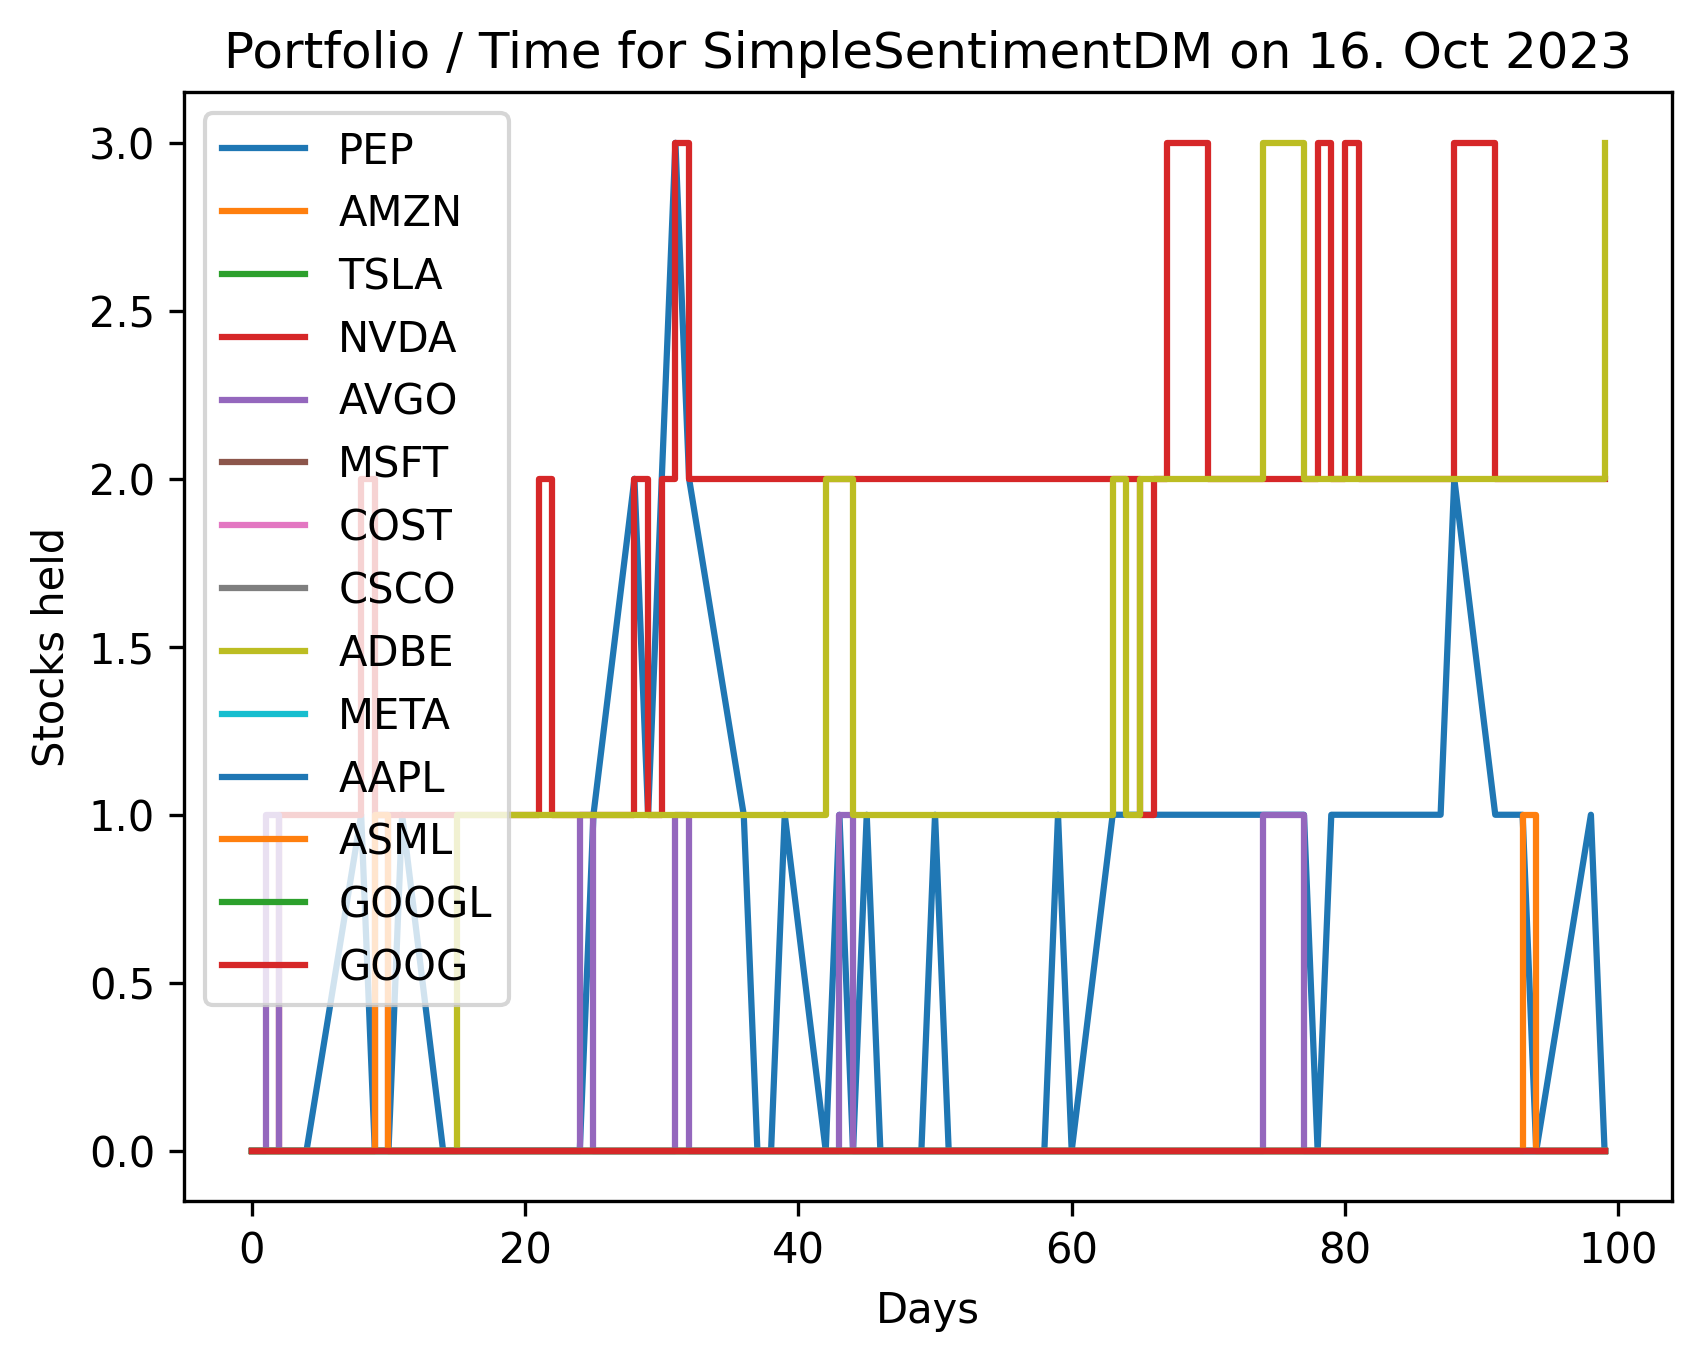 Portfolio / Time for SimpleSentimentDM on 16. Oct 2023
3.0
2.5
2.0
1.5
1.0
0.5
0.0
Stocks held
PEP
AMZN
TSLA
NVDA
AVGO
MSFT
COST
CSCO
ADBE
META
AAPL
ASML
GOOGL
GOOG
0 20 40 60 80 100
Days